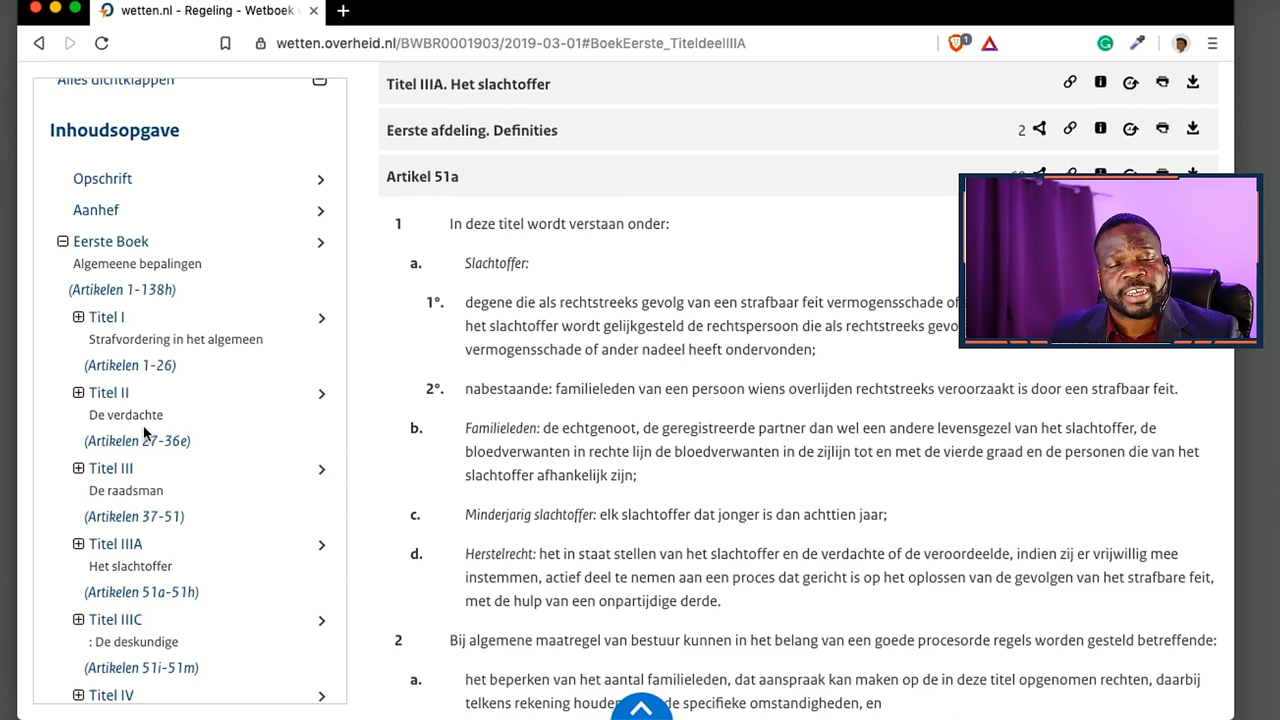 wetten.nl - Regeling - Wetboek
wetten.overheid.nl/BWBR0001903/2019-03-01#BoekEerste_TiteldeelIIIA
1
Alles dichtklappen
Inhoudsopgave
Opschrift
Aanhef
Eerste Boek
Algemeene bepalingen
(Artikelen 1-138h)
Titel I
Strafvordering in het algemeen
(Artikelen 1-26)
Titel II
De verdachte
(Artikelen 27-36e)
Titel III
De raadsman
(Artikelen 37-51)
Titel IIIA
Het slachtoffer
(Artikelen 51a-51h)
Titel IIIC
: De deskundige
(Artikelen 51i-51m)
Titel IV
Titel IIIA. Het slachtoffer
Eerste afdeling. Definities
2
Artikel 51a
1 In deze titel wordt verstaan onder:
a. Slachtoffer:
1°. degene die als rechtstreeks gevolg van een strafbaar feit vermogensschade of
het slachtoffer wordt gelijkgesteld de rechtspersoon die als rechtstreeks gevo
vermogensschade of ander nadeel heeft ondervonden;
2°. nabestaande: familieleden van een persoon wiens overlijden rechtstreeks veroorzaakt is door een strafbaar feit.
b. Familieleden: de echtgenoot, de geregistreerde partner dan wel een andere levensgezel van het slachtoffer, de
bloedverwanten in rechte lijn de bloedverwanten in de zijlijn tot en met de vierde graad en de personen die van het
slachtoffer afhankelijk zijn;
c. Minderjarig slachtoffer: elk slachtoffer dat jonger is dan achttien jaar;
d. Herstelrecht: het in staat stellen van het slachtoffer en de verdachte of de veroordeelde, indien zij er vrijwillig mee
instemmen, actief deel te nemen aan een proces dat gericht is op het oplossen van de gevolgen van het strafbare feit,
met de hulp van een onpartijdige derde.
2 Bij algemene maatregel van bestuur kunnen in het belang van een goede procesorde regels worden gesteld betreffende:
a. het beperken van het aantal familieleden, dat aanspraak kan maken op de in deze titel opgenomen rechten, daarbij
telkens rekening houde de specifieke omstandigheden, en